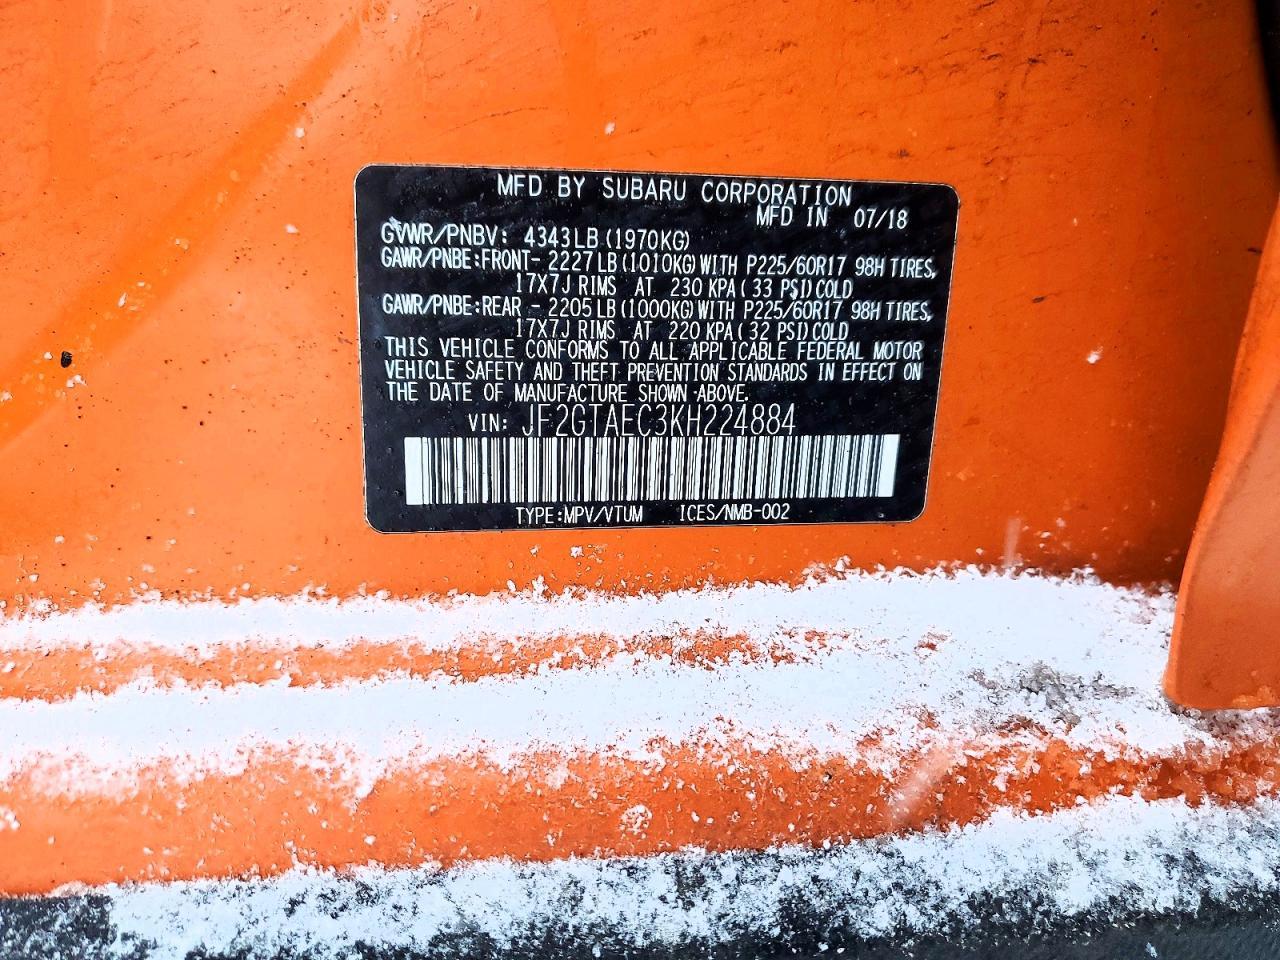 MFD BY SUBARU CORPORATION
MFD IN 07/18
GVWR/PNBV: 4343LB(1970KG)
GAWR/PNBE:FRONT- 2227LB(1010KG)WITH P225/60R17 98H TIRES,
17X7J RIMS AT 230 KPA( 33 PSI)COLD
GAWR/PNBE:REAR - 2205LB(1000KG)WITH P225/60R17 98H TIRES,
17X7J RIMS AT 220 KPA( 32 PSI)COLD
THIS VEHICLE CONFORMS TO ALL APPLICABLE FEDERAL MOTOR
VEHICLE SAFETY AND THEFT PREVENTION STANDARDS IN EFFECT ON
THE DATE OF MANUFACTURE SHOWN ABOVE.
VIN: JF2GTAEC3KH224884
TYPE:MPV/VTUM ICES/NMB-002